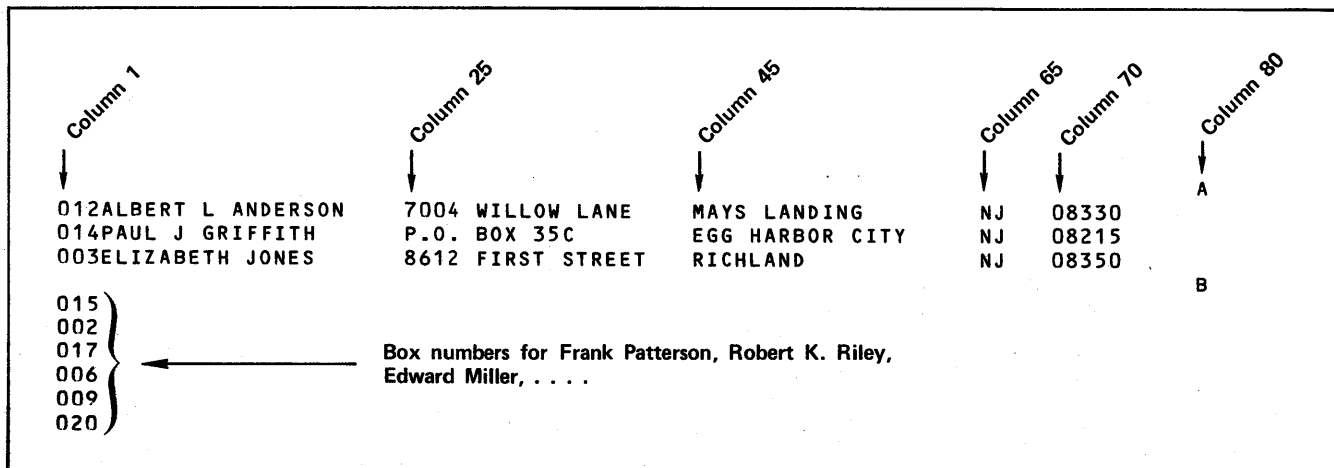 Column 1 Column 25 Column 45 Column 65 Column 70 Column 80
A
012ALBERT L ANDERSON 7004 WILLOW LANE MAYS LANDING NJ 08330
014PAUL J GRIFFITH P.O. BOX 35C EGG HARBOR CITY NJ 08215
003ELIZABETH JONES 8612 FIRST STREET RICHLAND NJ 08350
B
015
002
017
006
009
020
Box numbers for Frank Patterson, Robert K. Riley,
Edward Miller, . . . .